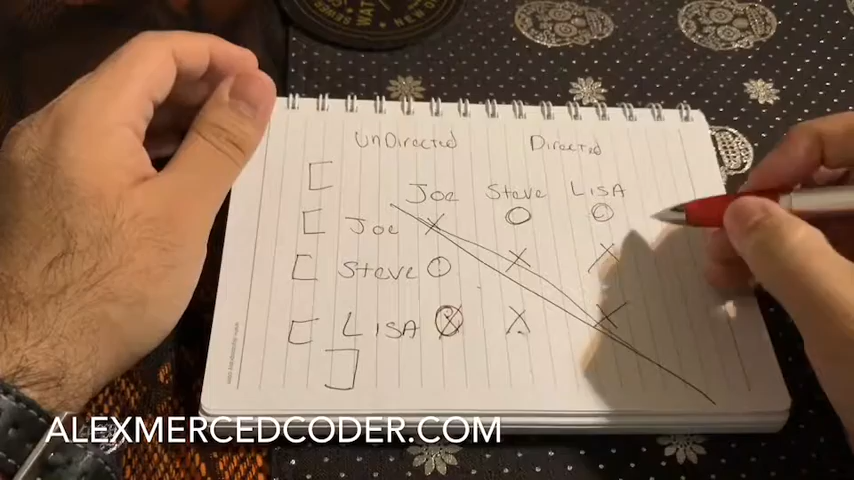 UnDirected Directed
[ Joe Steve LISA
[ Joe X O O
[ Steve O X X
[ LISA X X
]
ALEXMERCEDCODER.COM